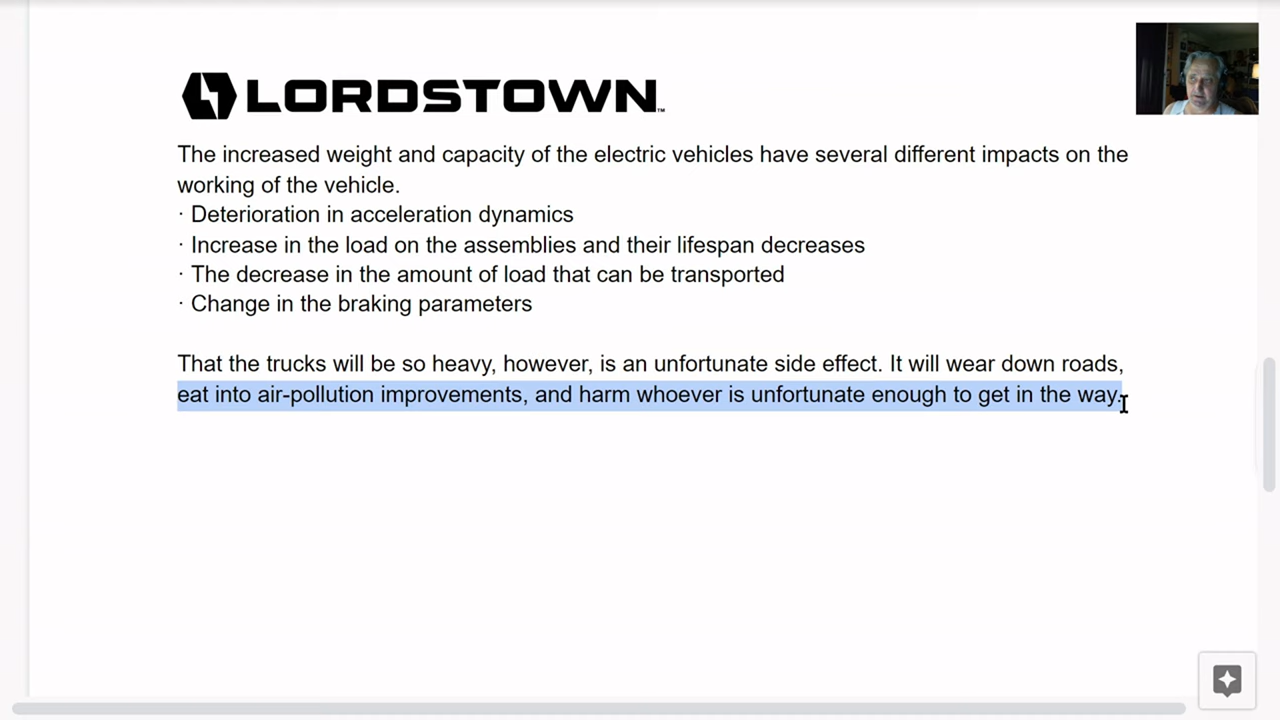 LORDSTOWN™
The increased weight and capacity of the electric vehicles have several different impacts on the
working of the vehicle.
· Deterioration in acceleration dynamics
· Increase in the load on the assemblies and their lifespan decreases
· The decrease in the amount of load that can be transported
· Change in the braking parameters
That the trucks will be so heavy, however, is an unfortunate side effect. It will wear down roads,
eat into air-pollution improvements, and harm whoever is unfortunate enough to get in the way.